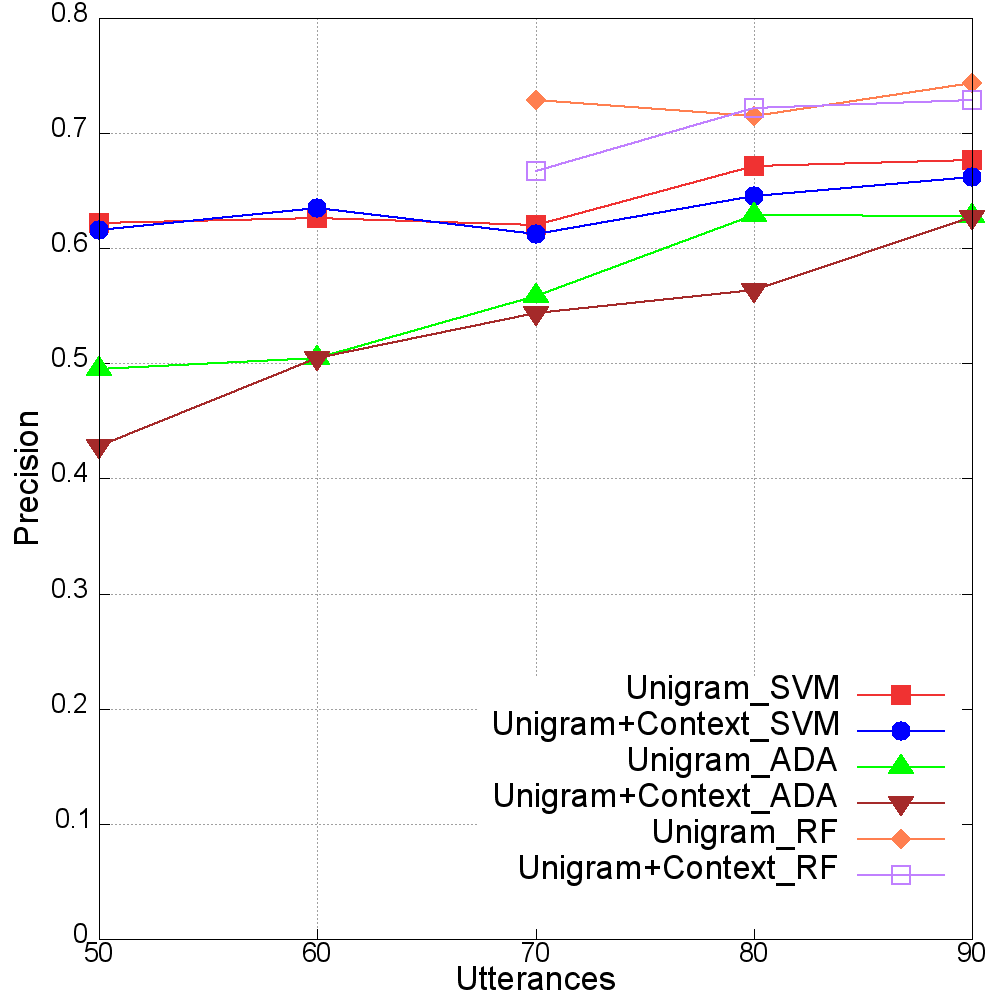 0.8
0.7
0.6
0.5
0.4
0.3
0.2
0.1
0
Precision
Unigram_SVM
Unigram+Context_SVM
Unigram_ADA
Unigram+Context_ADA
Unigram_RF
Unigram+Context_RF
50 60 70 80 90
Utterances